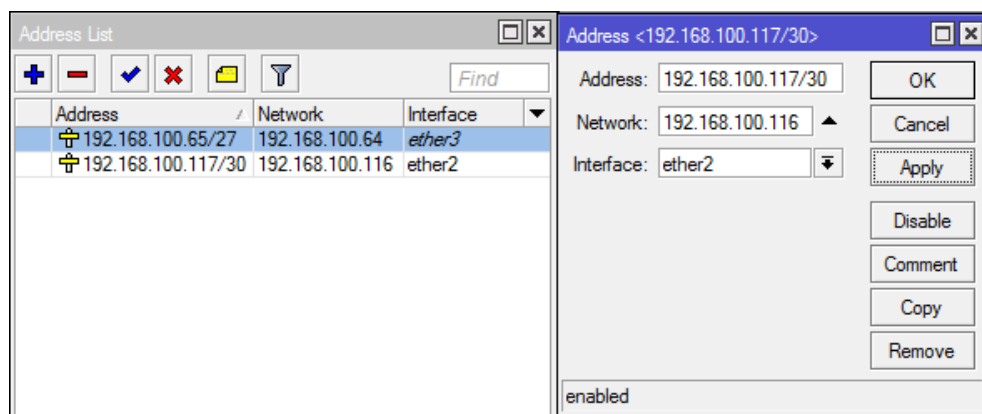 Address List
Find
Address Network Interface
192.168.100.65/27 192.168.100.64 ether3
192.168.100.117/30 192.168.100.116 ether2
Address <192.168.100.117/30>
Address: 192.168.100.117/30
Network: 192.168.100.116
Interface: ether2
OK
Cancel
Apply
Disable
Comment
Copy
Remove
enabled